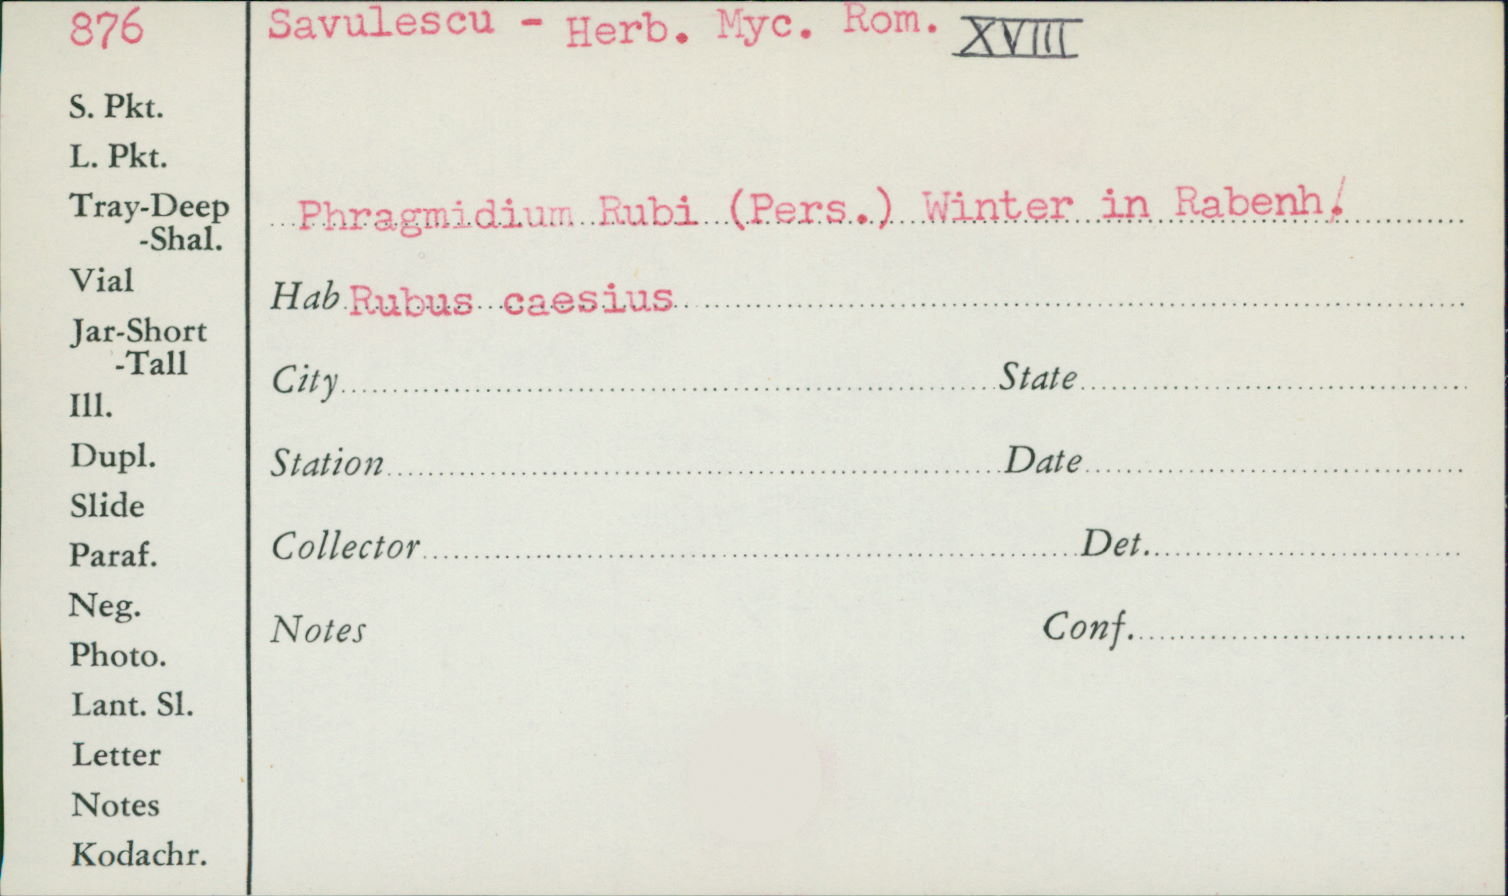 876
Savulescu - Herb. Myc. Rom. XVIII
S. Pkt.
L. Pkt.
Tray-Deep
-Shal.
Vial
Jar-Short
-Tall
Ill.
Dupl.
Slide
Paraf.
Neg.
Photo.
Lant. Sl.
Letter
Notes
Kodachr.
Phragmidium Rubi (Pers.) Winter in Rabenh.
Hab Rubus caesius
City State
Station Date
Collector Det.
Notes Conf.